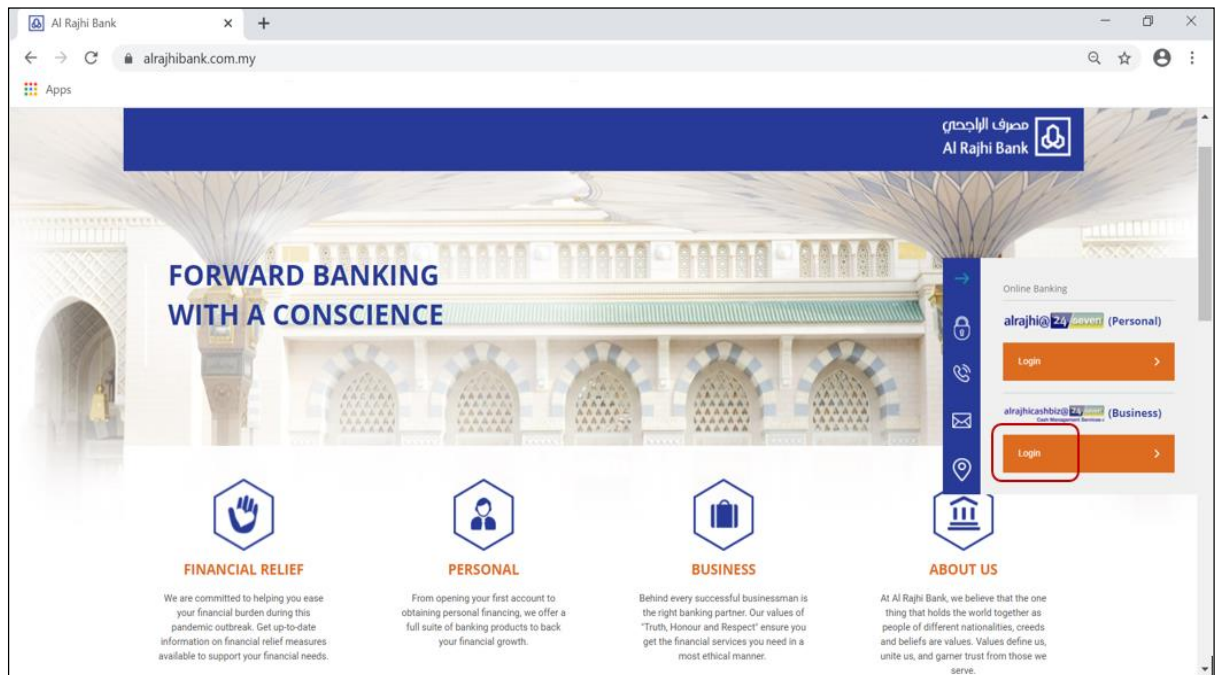 Al Rajhi Bank
alrajhibank.com.my
Apps
مصرف الراجحي
Al Rajhi Bank
FORWARD BANKING
WITH A CONSCIENCE
Online Banking
alrajhi@24seven (Personal)
Login
alrajhicashbiz@24seven (Business)
Cash Management Services
Login
FINANCIAL RELIEF
We are committed to helping you ease
your financial burden during this
pandemic outbreak. Get up-to-date
information on financial relief measures
available to support your financial needs.
PERSONAL
From opening your first account to
obtaining personal financing, we offer a
full suite of banking products to back
your financial growth.
BUSINESS
Behind every successful businessman is
the right banking partner. Our values of
"Truth, Honour and Respect" ensure you
get the financial services you need in a
most ethical manner.
ABOUT US
At Al Rajhi Bank, we believe that the one
thing that holds the world together as
people of different nationalities, creeds
and beliefs are values. Values define us,
unite us, and garner trust from those we
serve.